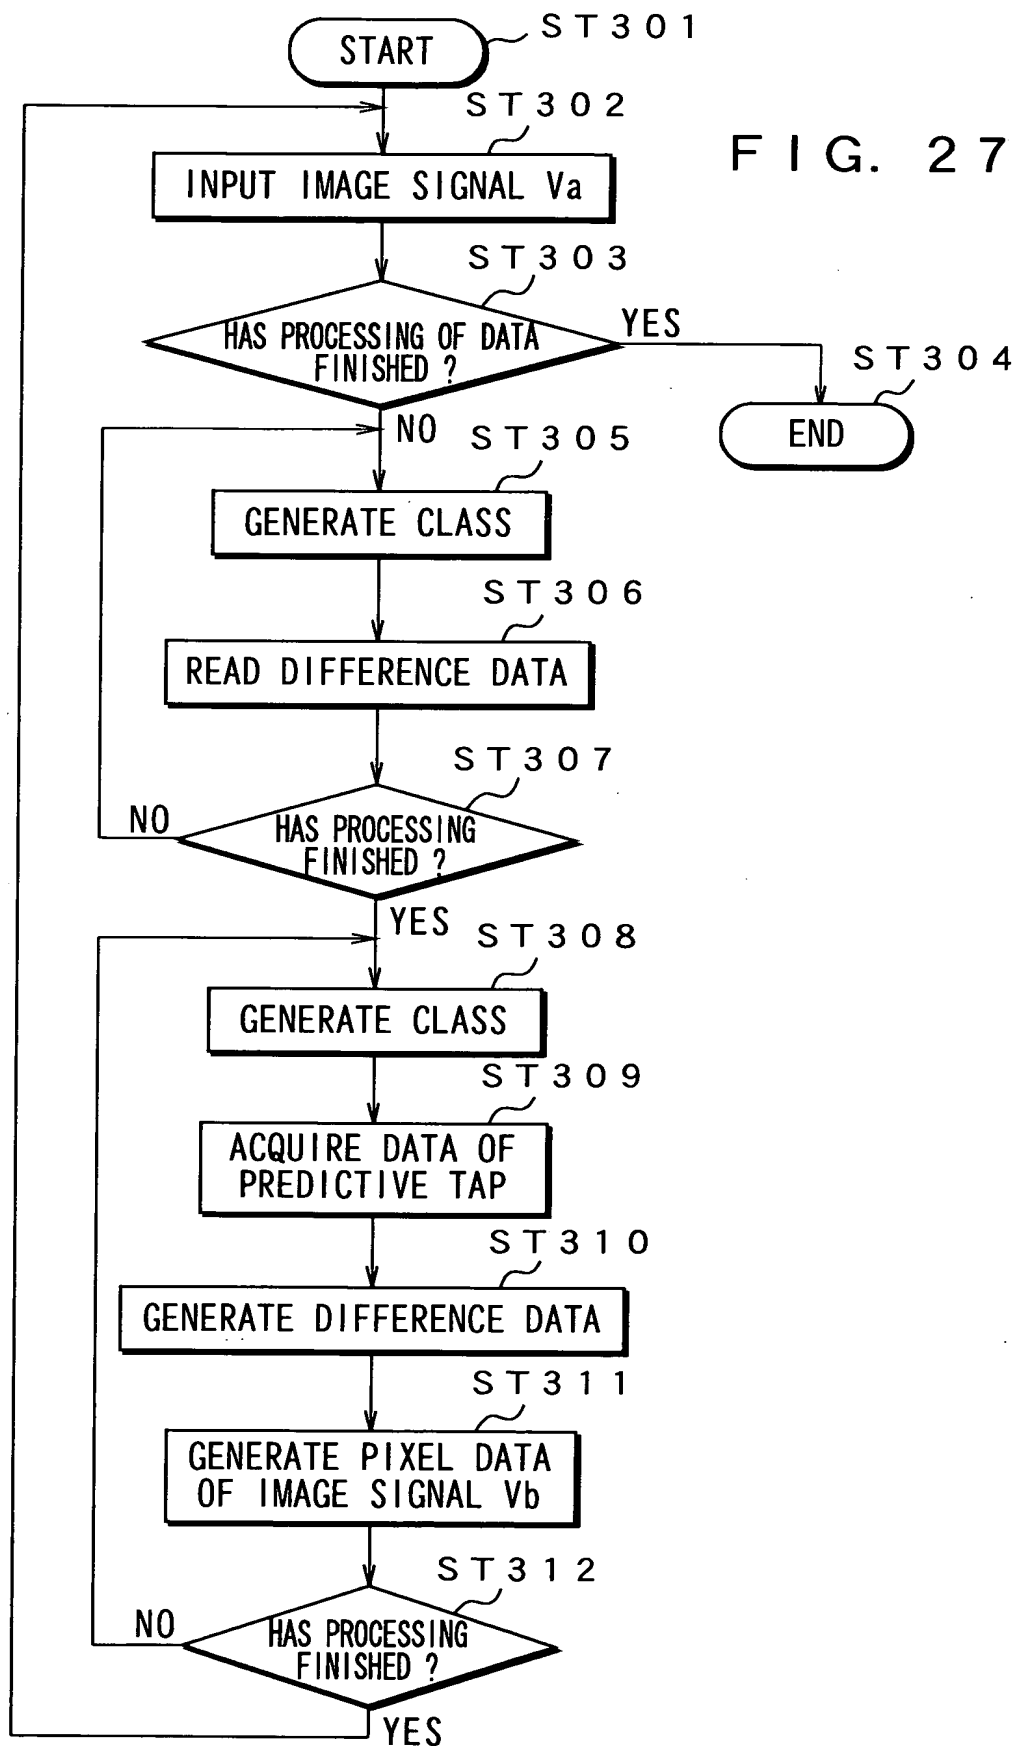 START
ST301
ST302
FIG. 27
INPUT IMAGE SIGNAL Va
ST303
HAS PROCESSING OF DATA
FINISHED ?
YES
ST304
END
NO
ST305
GENERATE CLASS
ST306
READ DIFFERENCE DATA
ST307
NO
HAS PROCESSING
FINISHED ?
YES
ST308
GENERATE CLASS
ST309
ACQUIRE DATA OF
PREDICTIVE TAP
ST310
GENERATE DIFFERENCE DATA
ST311
GENERATE PIXEL DATA
OF IMAGE SIGNAL Vb
ST312
NO
HAS PROCESSING
FINISHED ?
YES